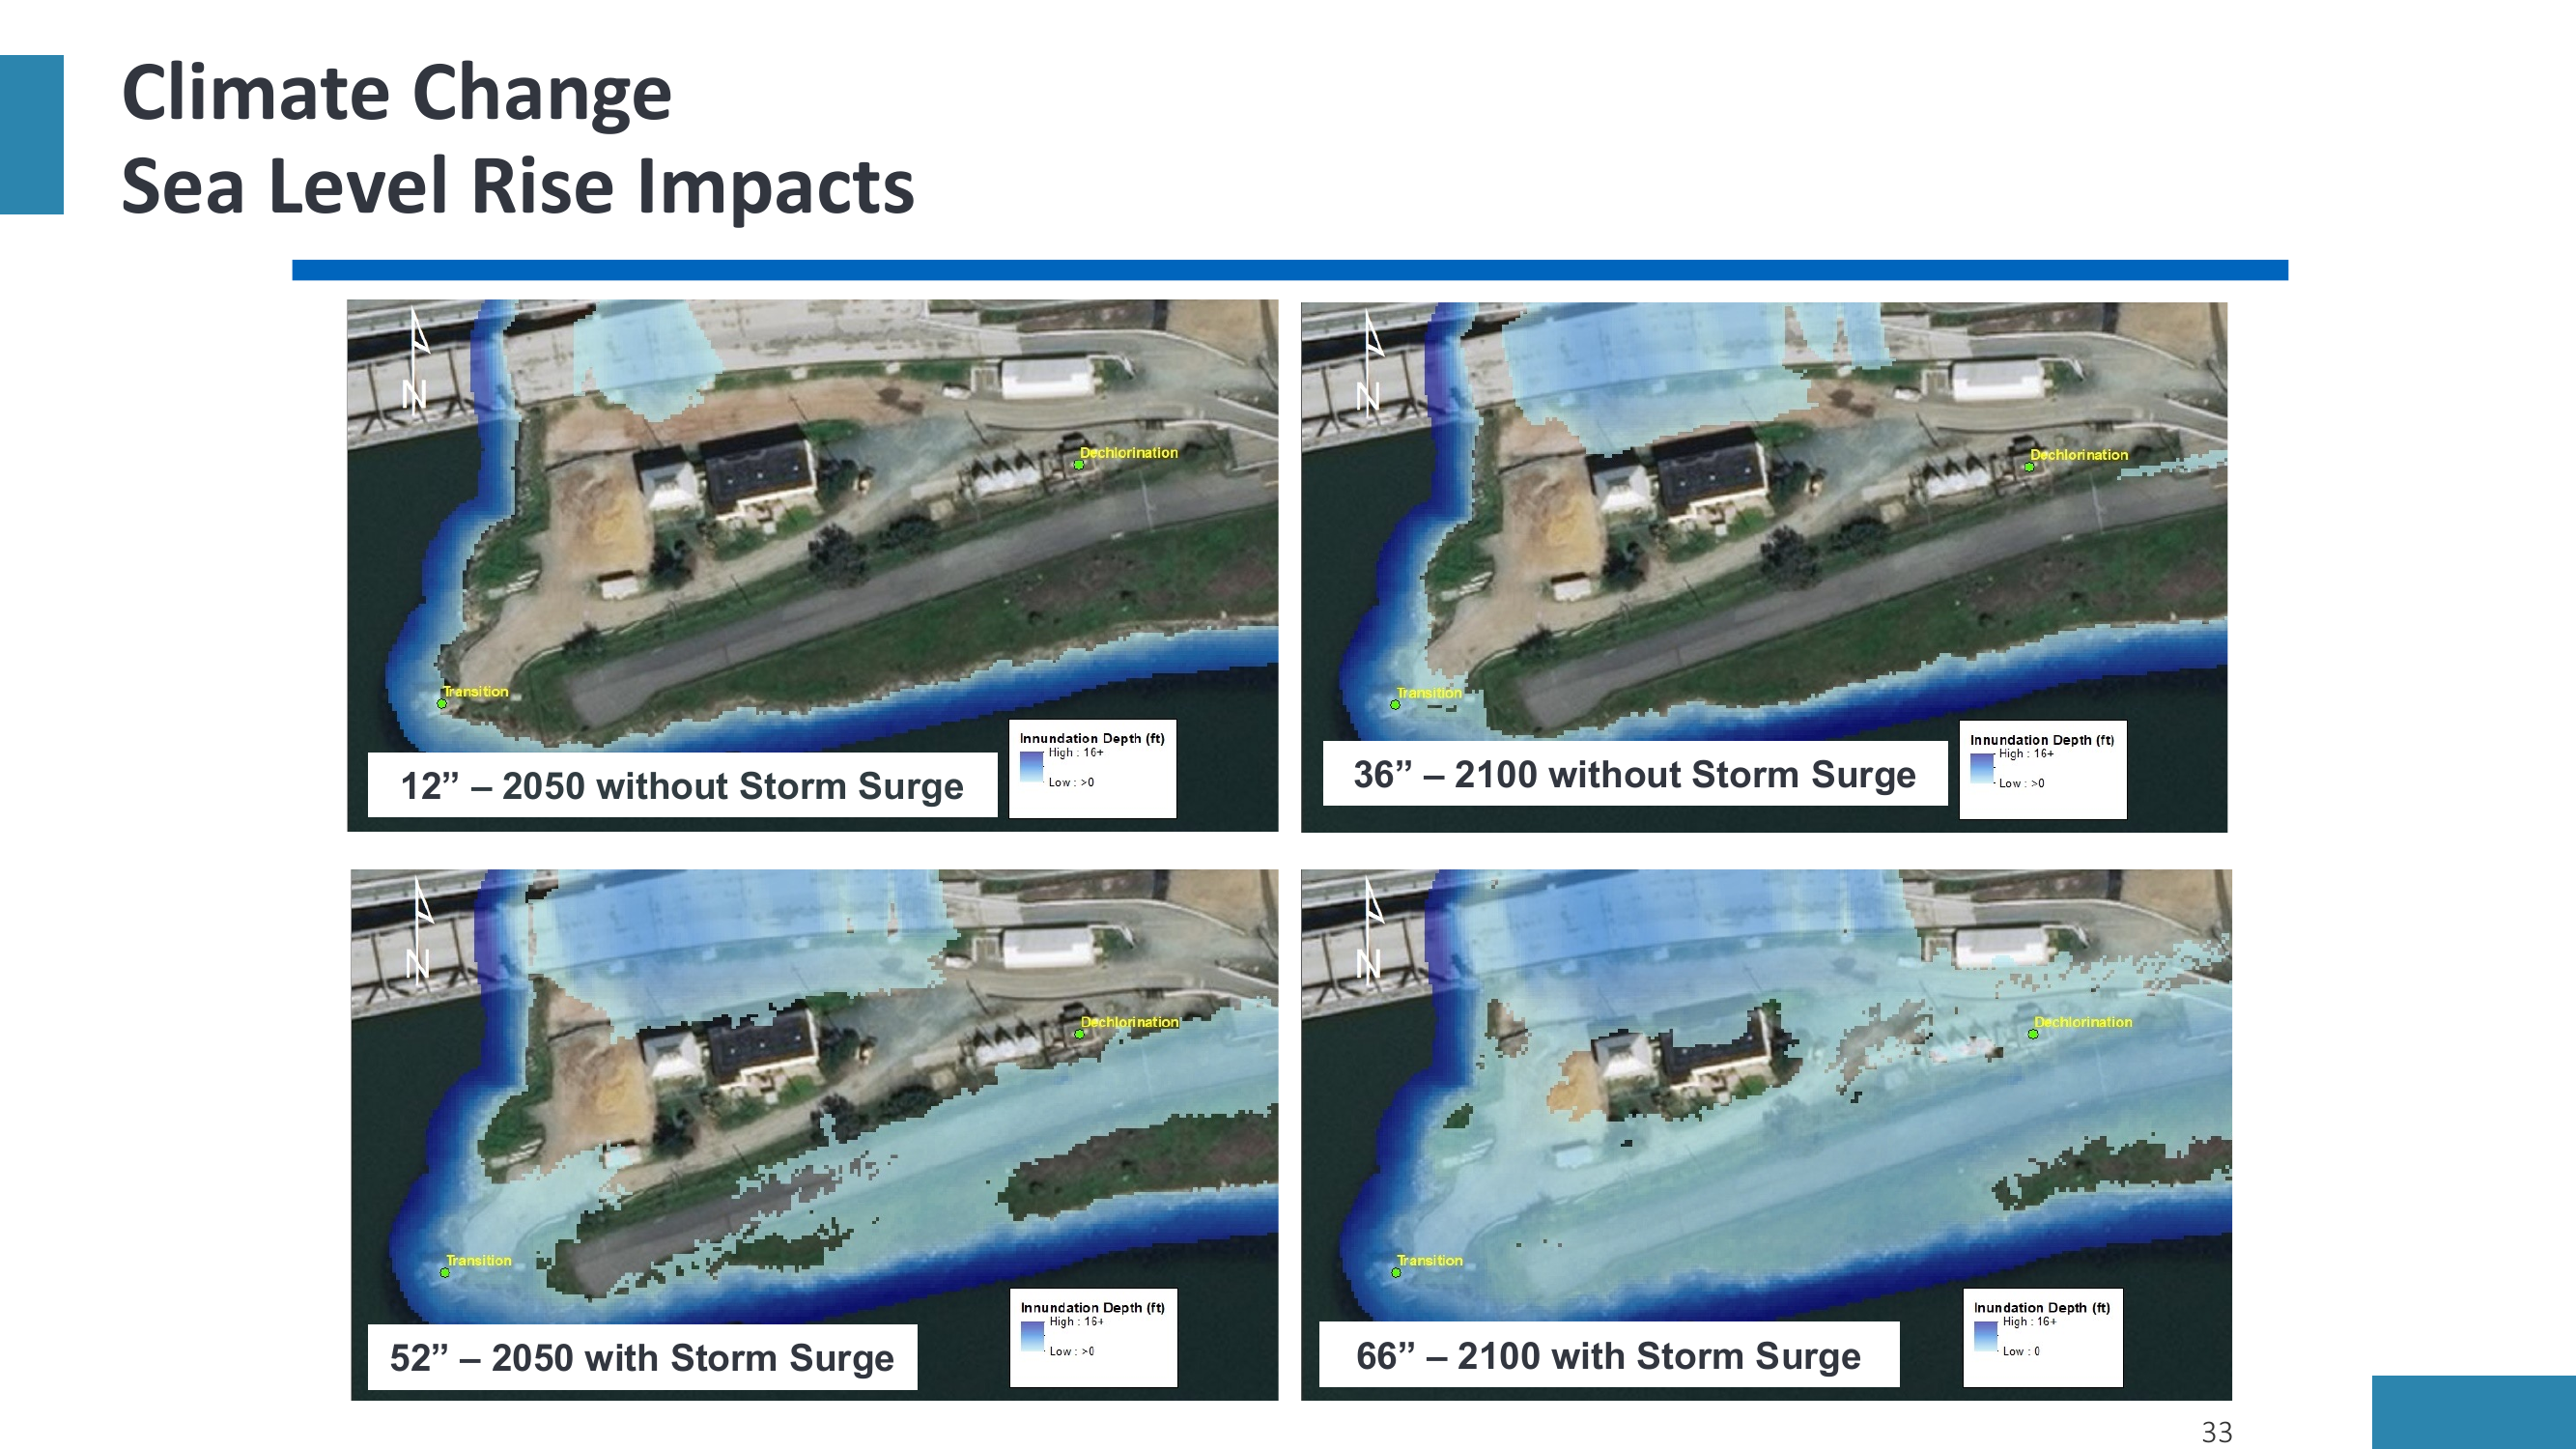 Climate Change
Sea Level Rise Impacts
N
Dechlorination
Transition
Innundation Depth (ft)
High : 16+
Low : >0
12” – 2050 without Storm Surge
N
Dechlorination
Transition
Innundation Depth (ft)
High : 16+
Low : >0
36” – 2100 without Storm Surge
N
Dechlorination
Transition
Innundation Depth (ft)
High : 16+
Low : >0
52” – 2050 with Storm Surge
N
Dechlorination
Transition
Inundation Depth (ft)
High : 16+
Low : 0
66” – 2100 with Storm Surge
33